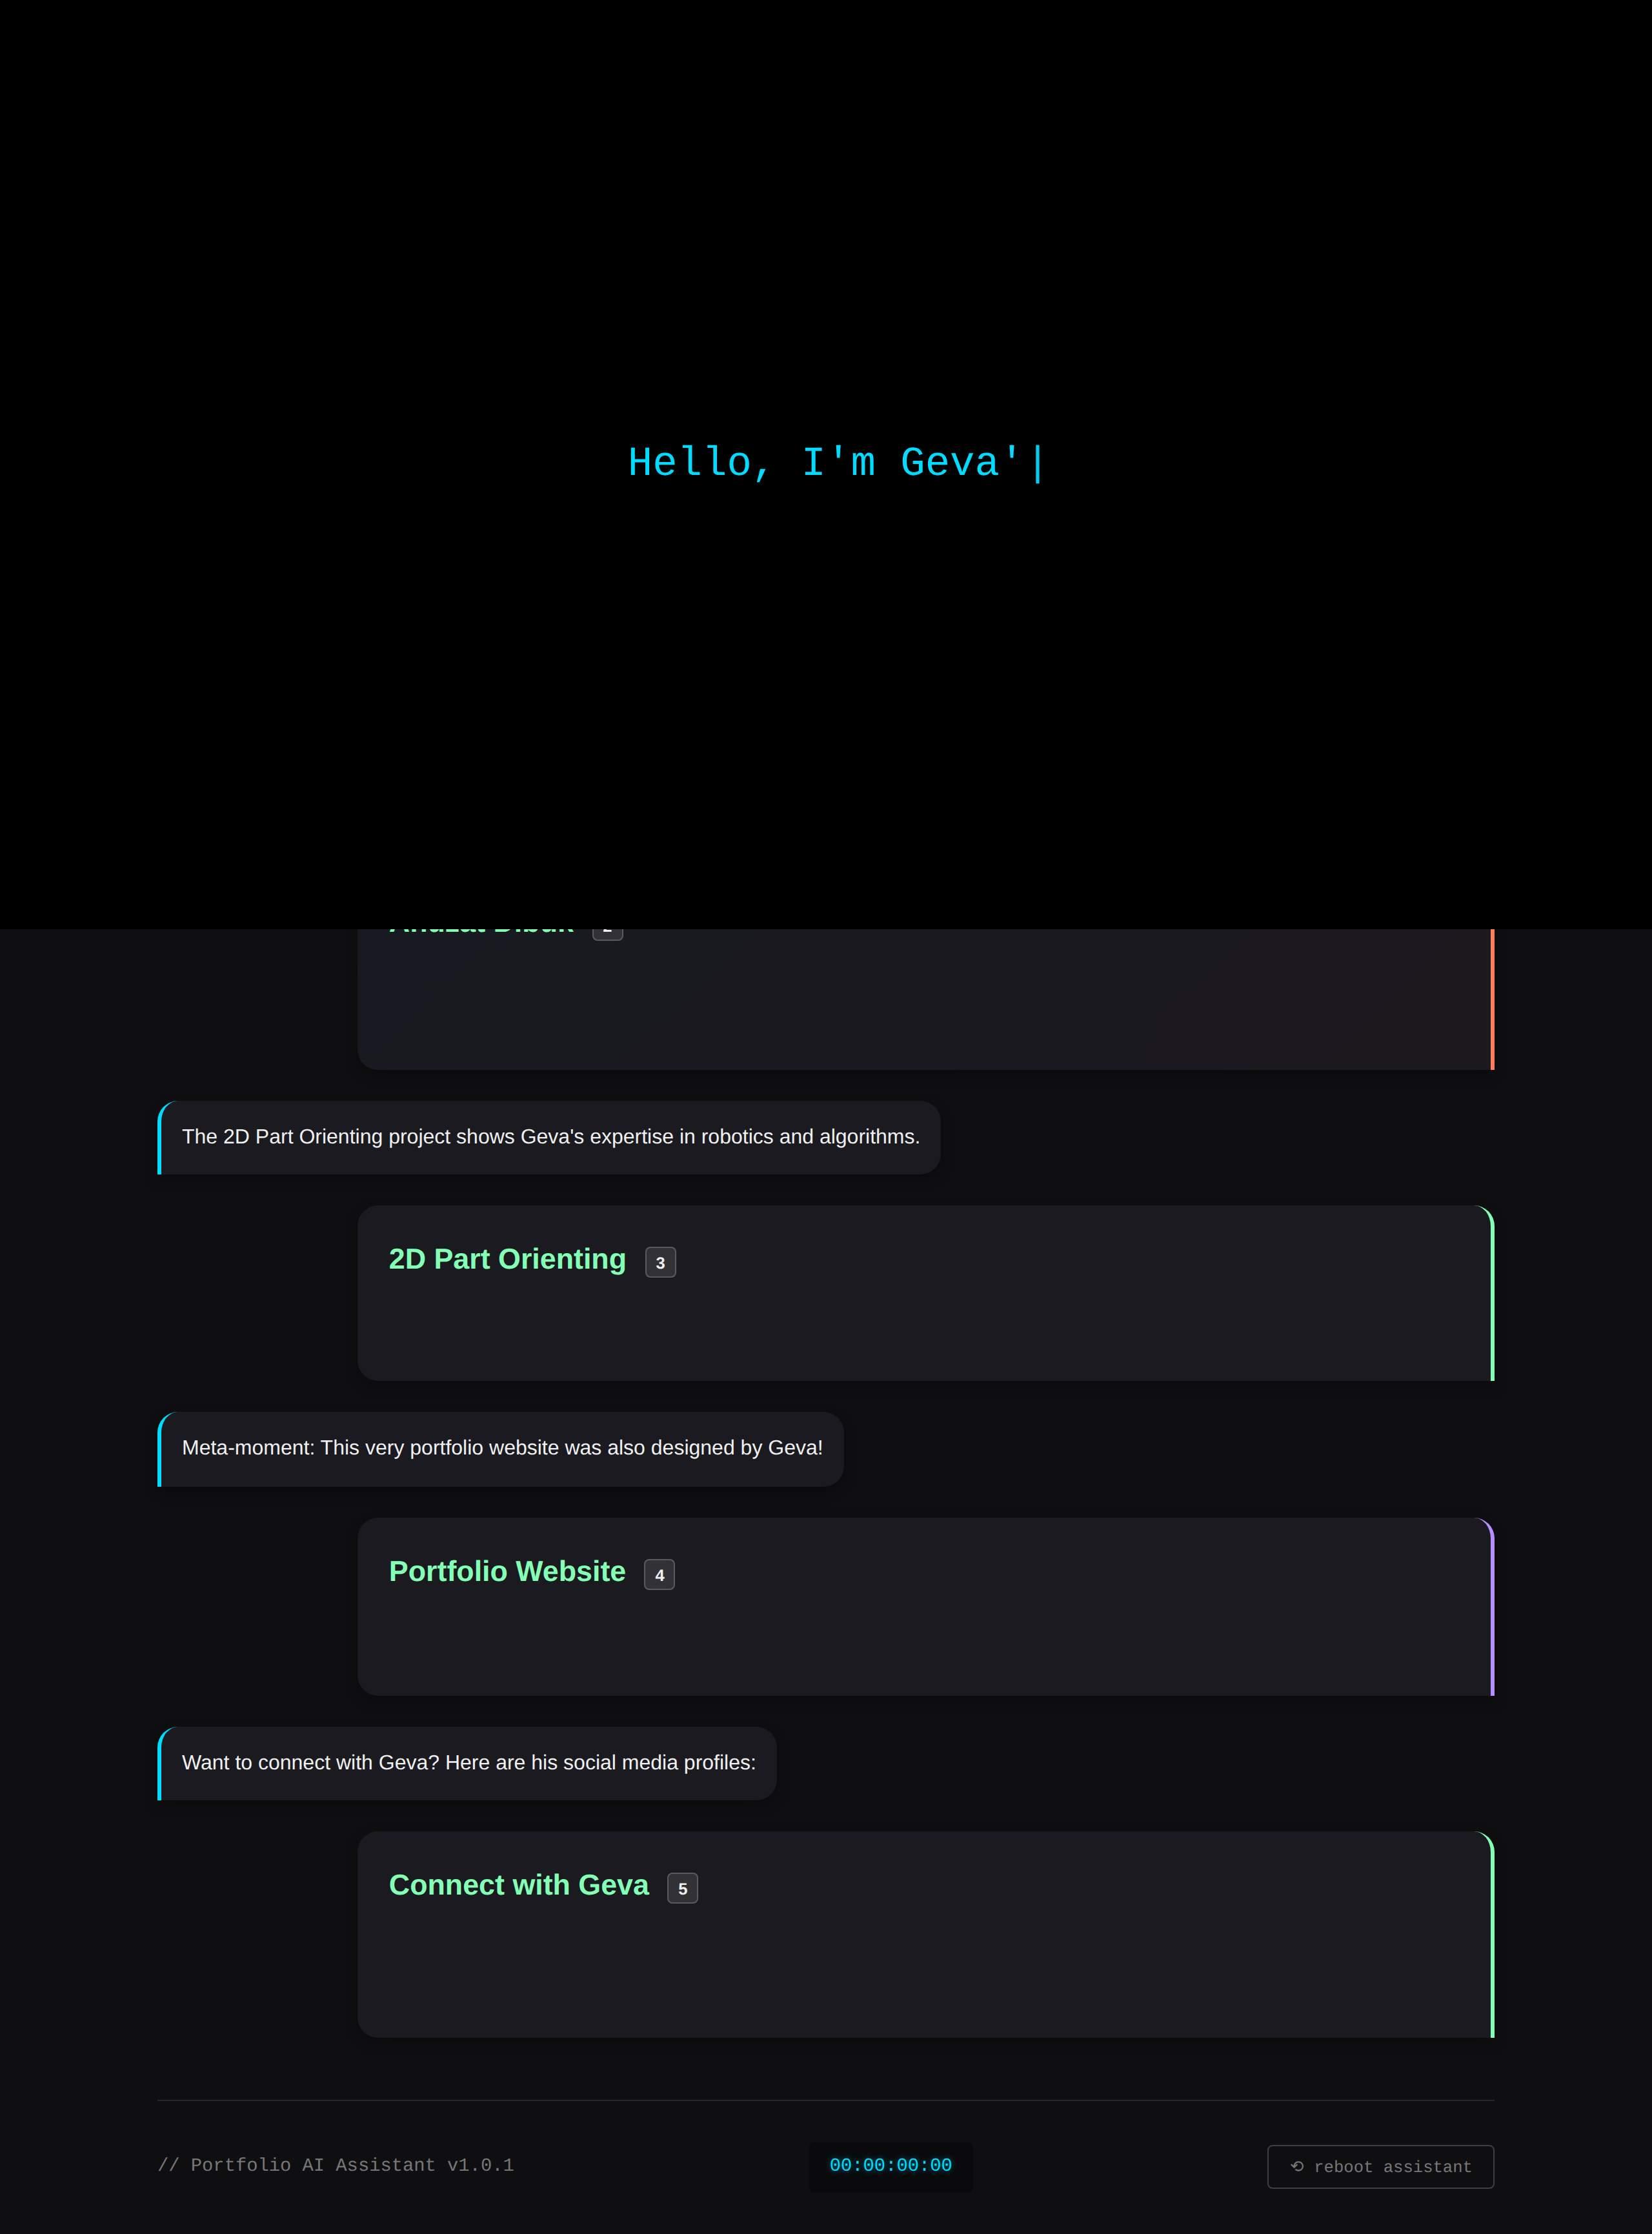 Hello, I'm Geva'|
The 2D Part Orienting project shows Geva's expertise in robotics and algorithms.
2D Part Orienting 3
Meta-moment: This very portfolio website was also designed by Geva!
Portfolio Website 4
Want to connect with Geva? Here are his social media profiles:
Connect with Geva 5
// Portfolio AI Assistant v1.0.1
00:00:00:00
⟲ reboot assistant